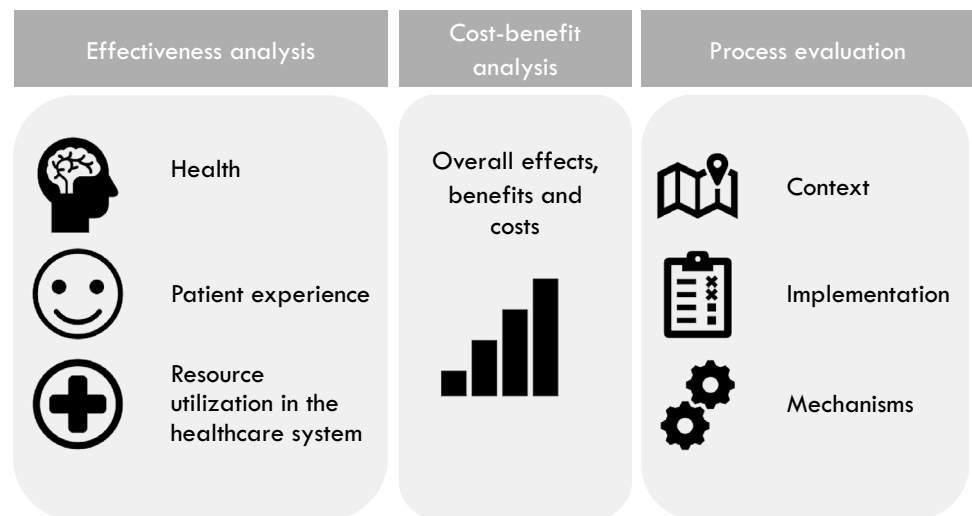 Effectiveness analysis
Cost-benefit
analysis
Process evaluation
Health
Patient experience
Resource
utilization in the
healthcare system
Overall effects,
benefits and
costs
Context
Implementation
Mechanisms